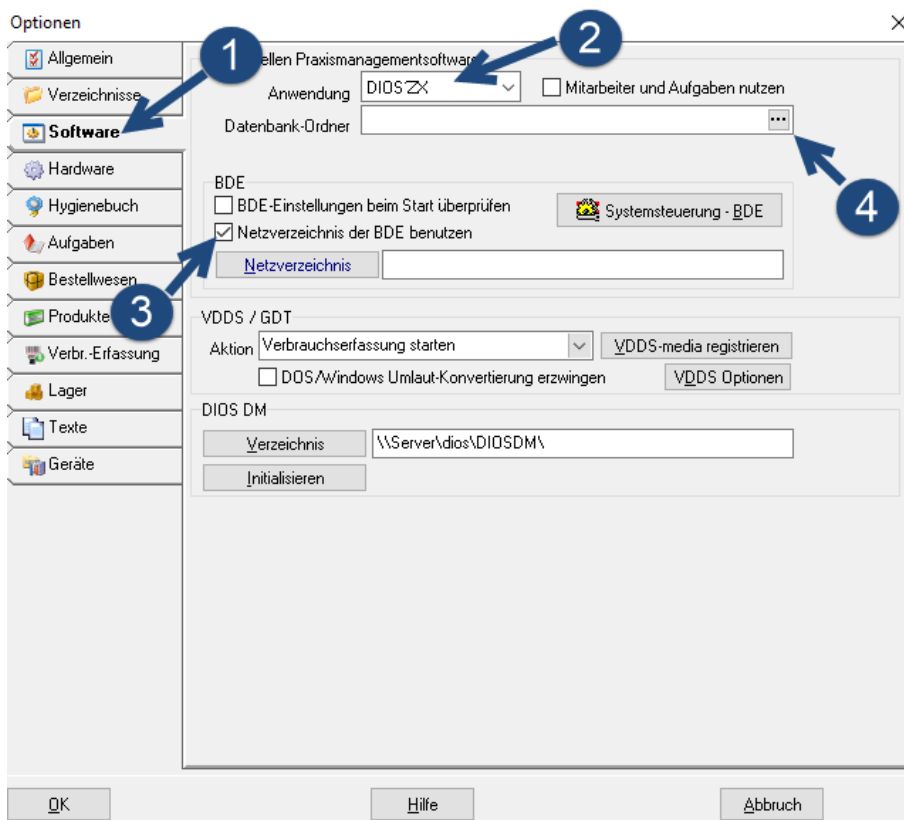 Optionen
Allgemein
Verzeichnisse
Software
Hardware
Hygienebuch
Aufgaben
Bestellwesen
Produkte
Verbr.-Erfassung
Lager
Texte
Geräte
1
2
3
4
ellen Praxismanagementsoftware
Anwendung DIOS ZX Mitarbeiter und Aufgaben nutzen
Datenbank-Ordner ...
BDE
BDE-Einstellungen beim Start überprüfen Systemsteuerung - BDE
Netzverzeichnis der BDE benutzen
Netzverzeichnis
VDDS / GDT
Aktion Verbrauchserfassung starten VDDS-media registrieren
DOS/Windows Umlaut-Konvertierung erzwingen VDDS Optionen
DIOS DM
Verzeichnis \\Server\dios\DIOSDM\
Initialisieren
OK Hilfe Abbruch